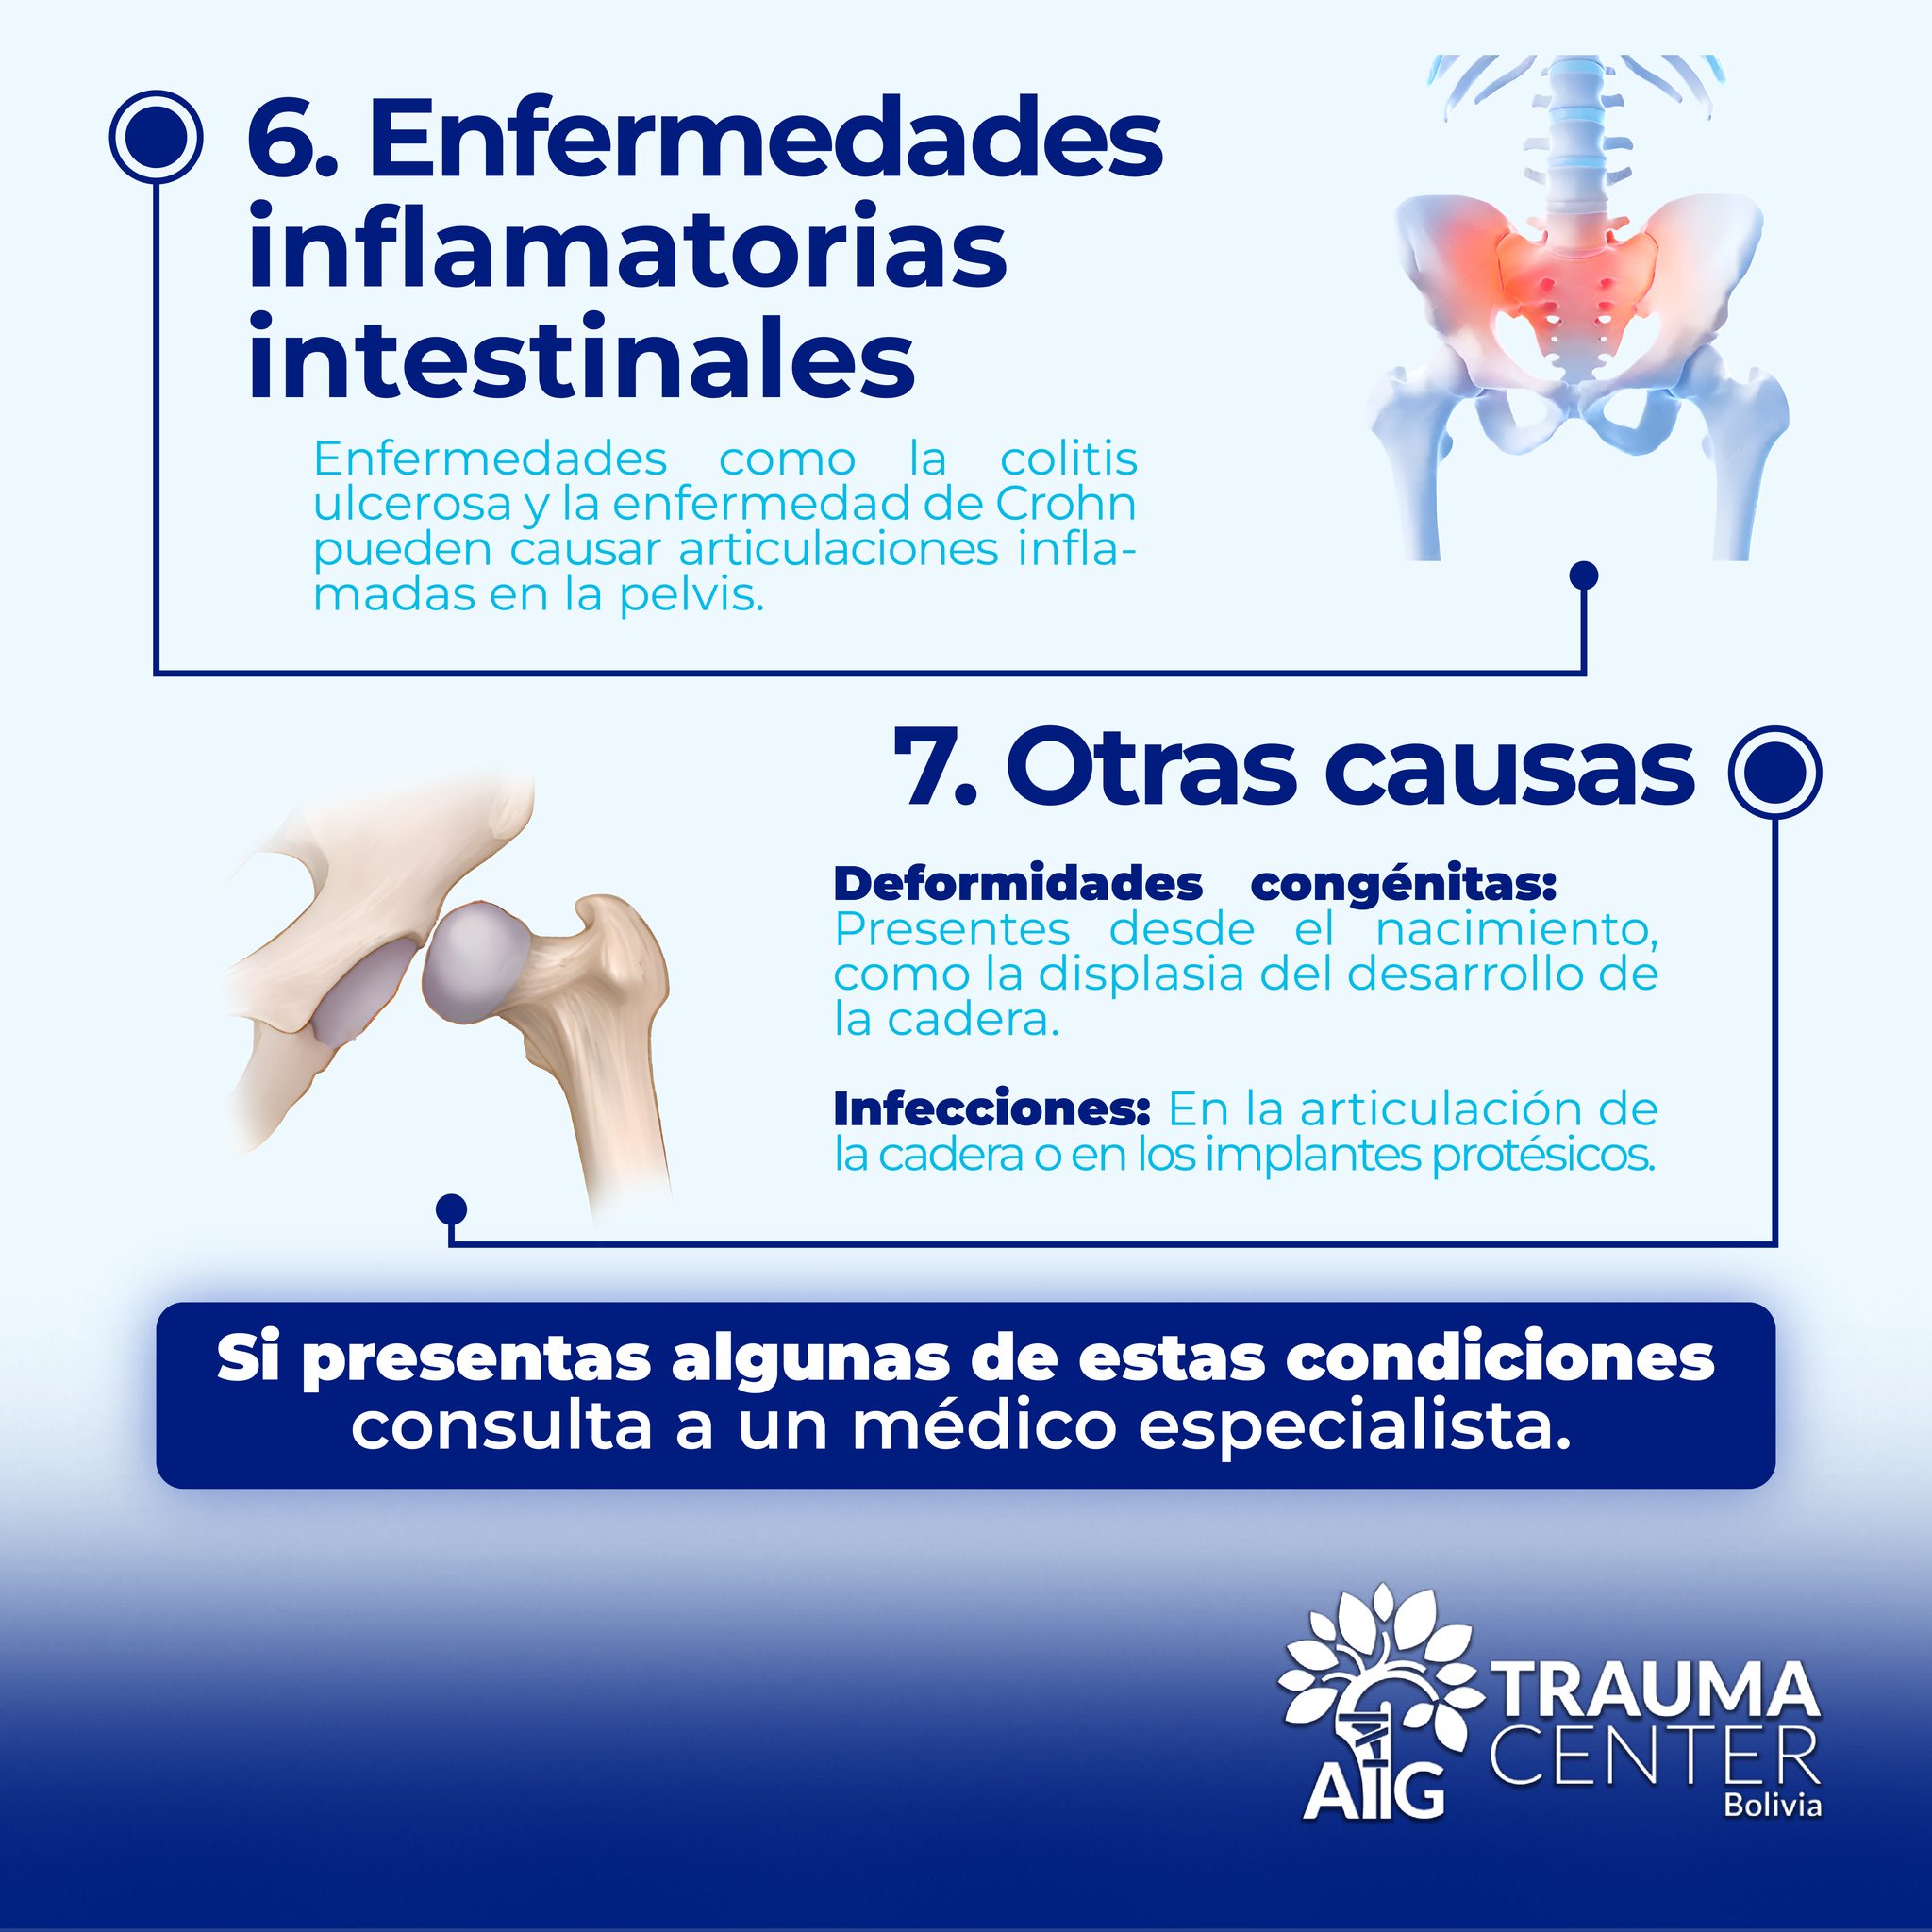 6. Enfermedades
inflamatorias
intestinales
Enfermedades como la colitis
ulcerosa y la enfermedad de Crohn
pueden causar articulaciones infla-
madas en la pelvis.
7. Otras causas
Deformidades congénitas:
Presentes desde el nacimiento,
como la displasia del desarrollo de
la cadera.
Infecciones: En la articulación de
la cadera o en los implantes protésicos.
Si presentas algunas de estas condiciones
consulta a un médico especialista.
TRAUMA
CENTER
Bolivia